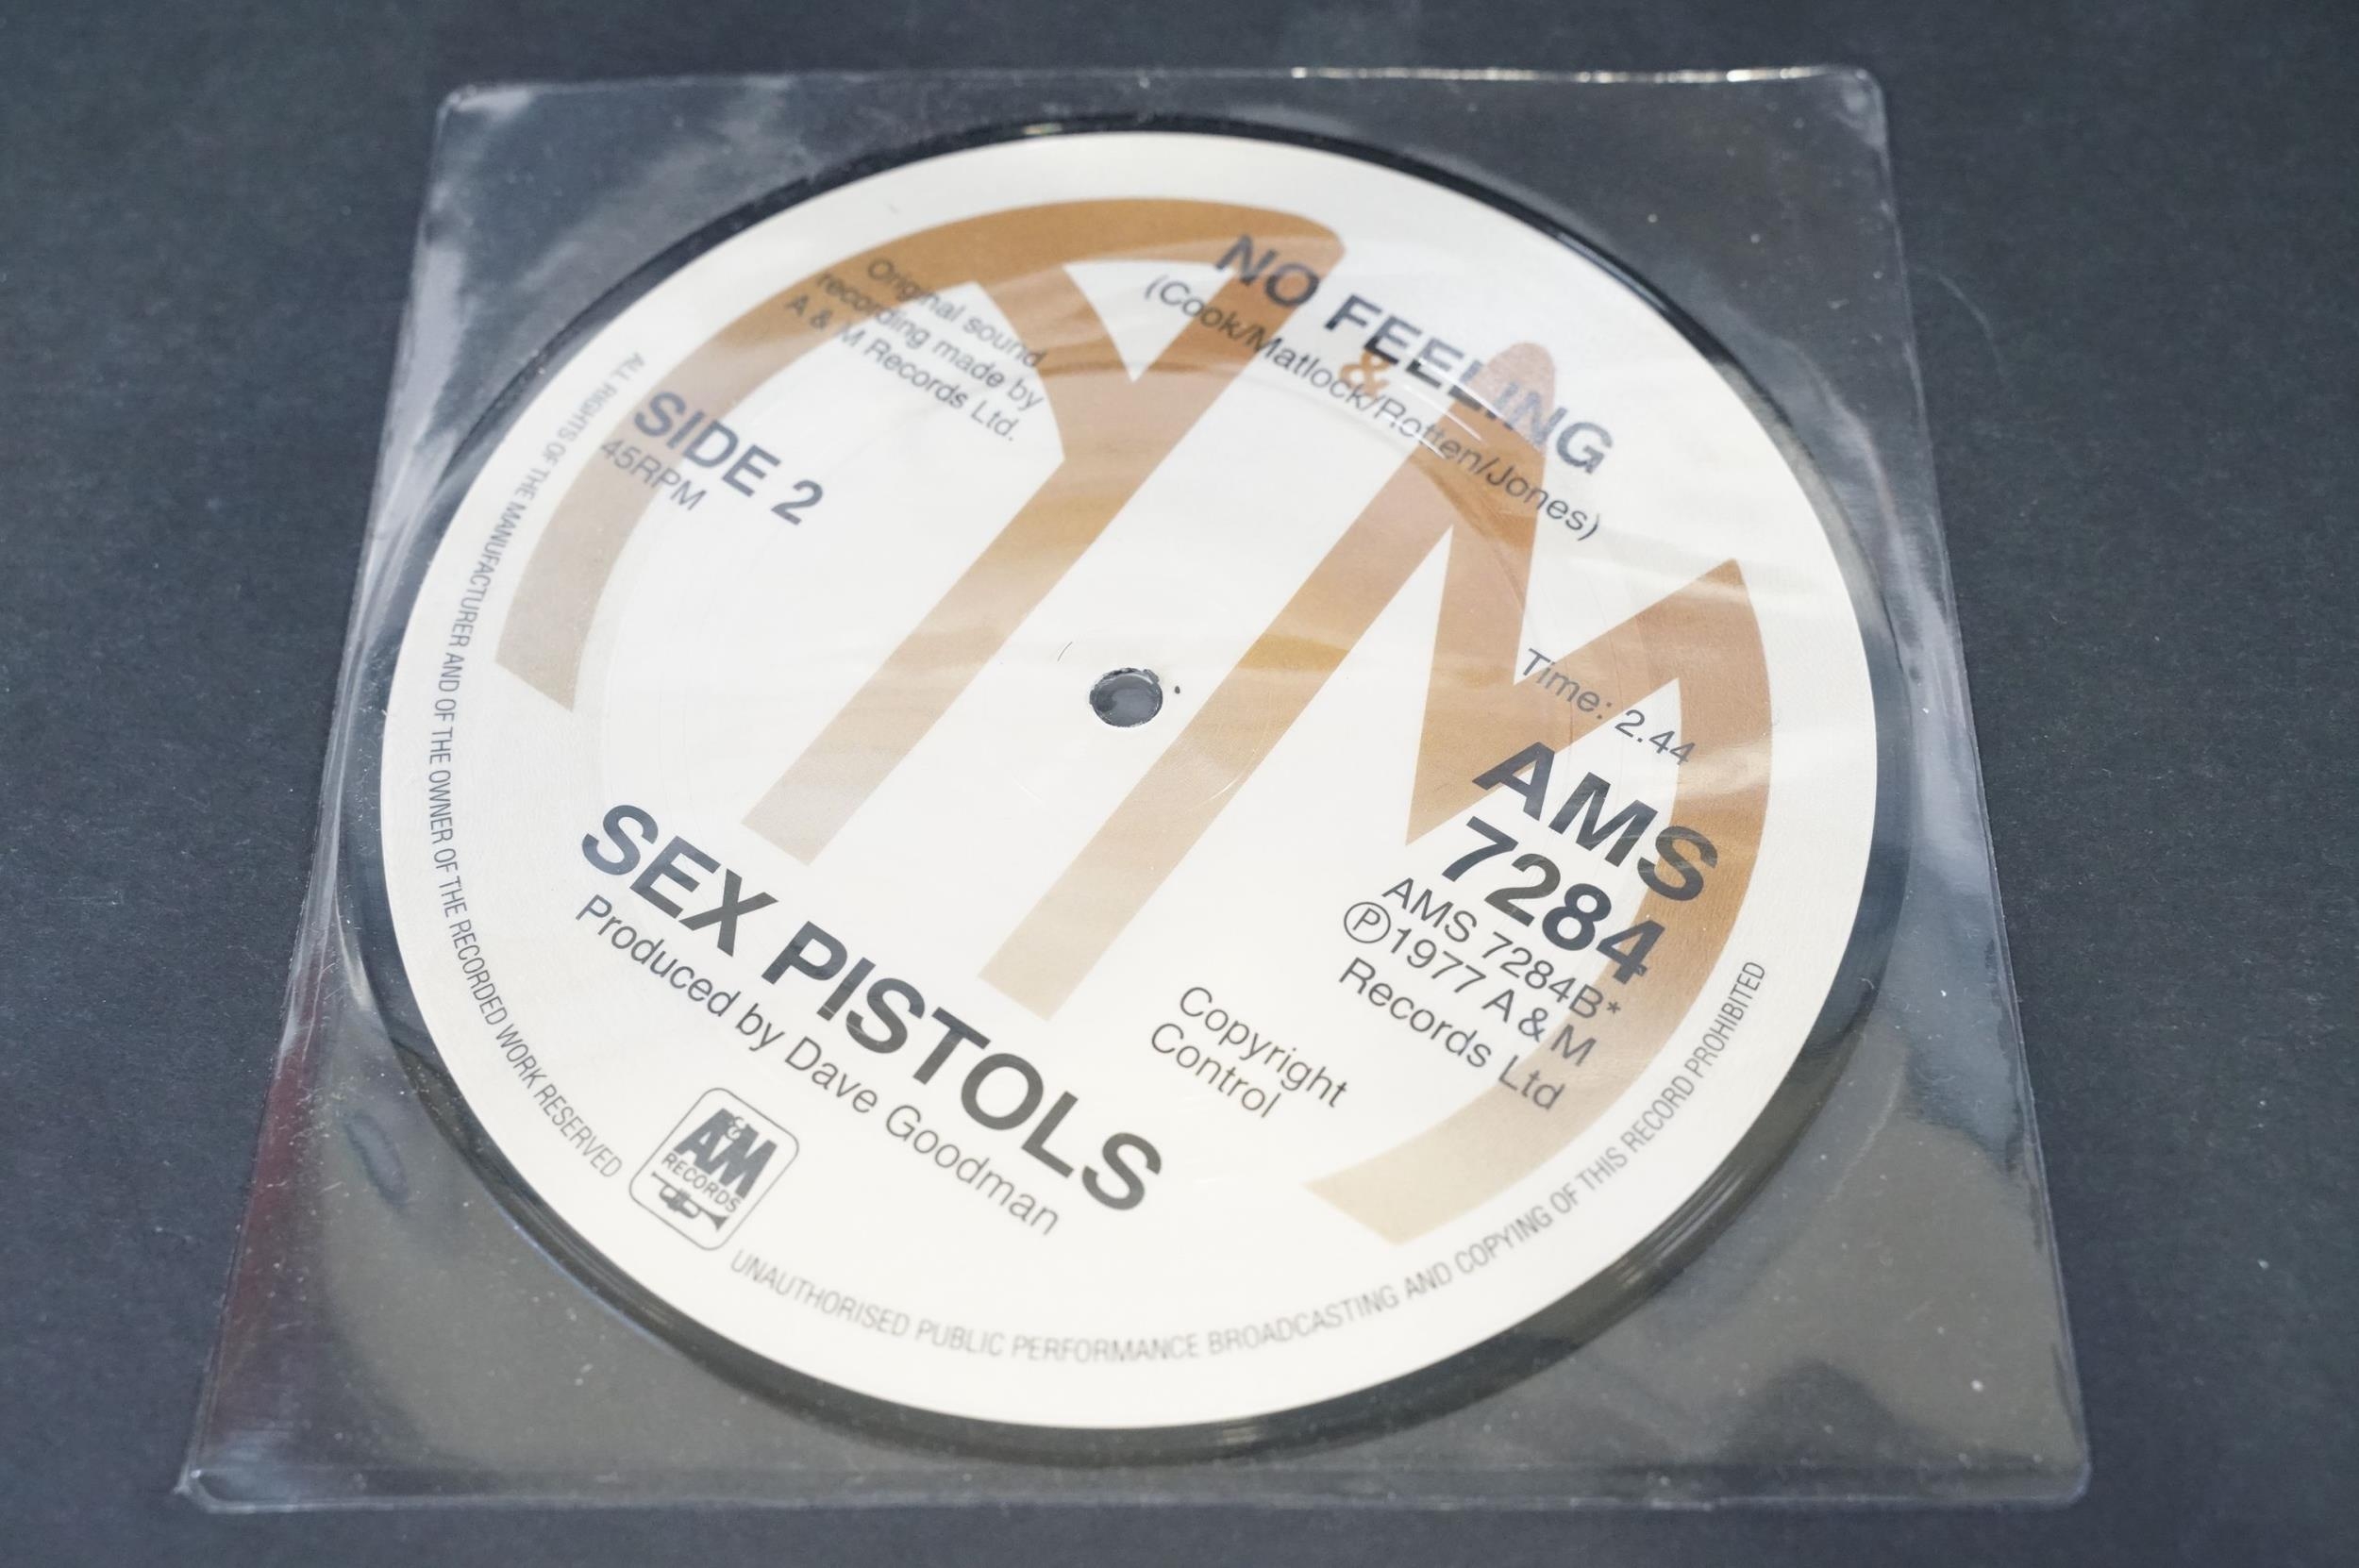 NO FEELING
(Cook/Matlock/Rotten/Jones)
&
Original sound
recording made by
A & M Records Ltd.
SIDE 2
45RPM
Time: 2.44
AMS
7284
AMS 7284B*
Ⓟ1977 A & M
Records Ltd
Copyright
Control
SEX PISTOLS
Produced by Dave Goodman
A&M
RECORDS
ALL RIGHTS OF THE MANUFACTURER AND OF THE OWNER OF THE RECORDED WORK RESERVED
UNAUTHORISED PUBLIC PERFORMANCE BROADCASTING AND COPYING OF THIS RECORD PROHIBITED